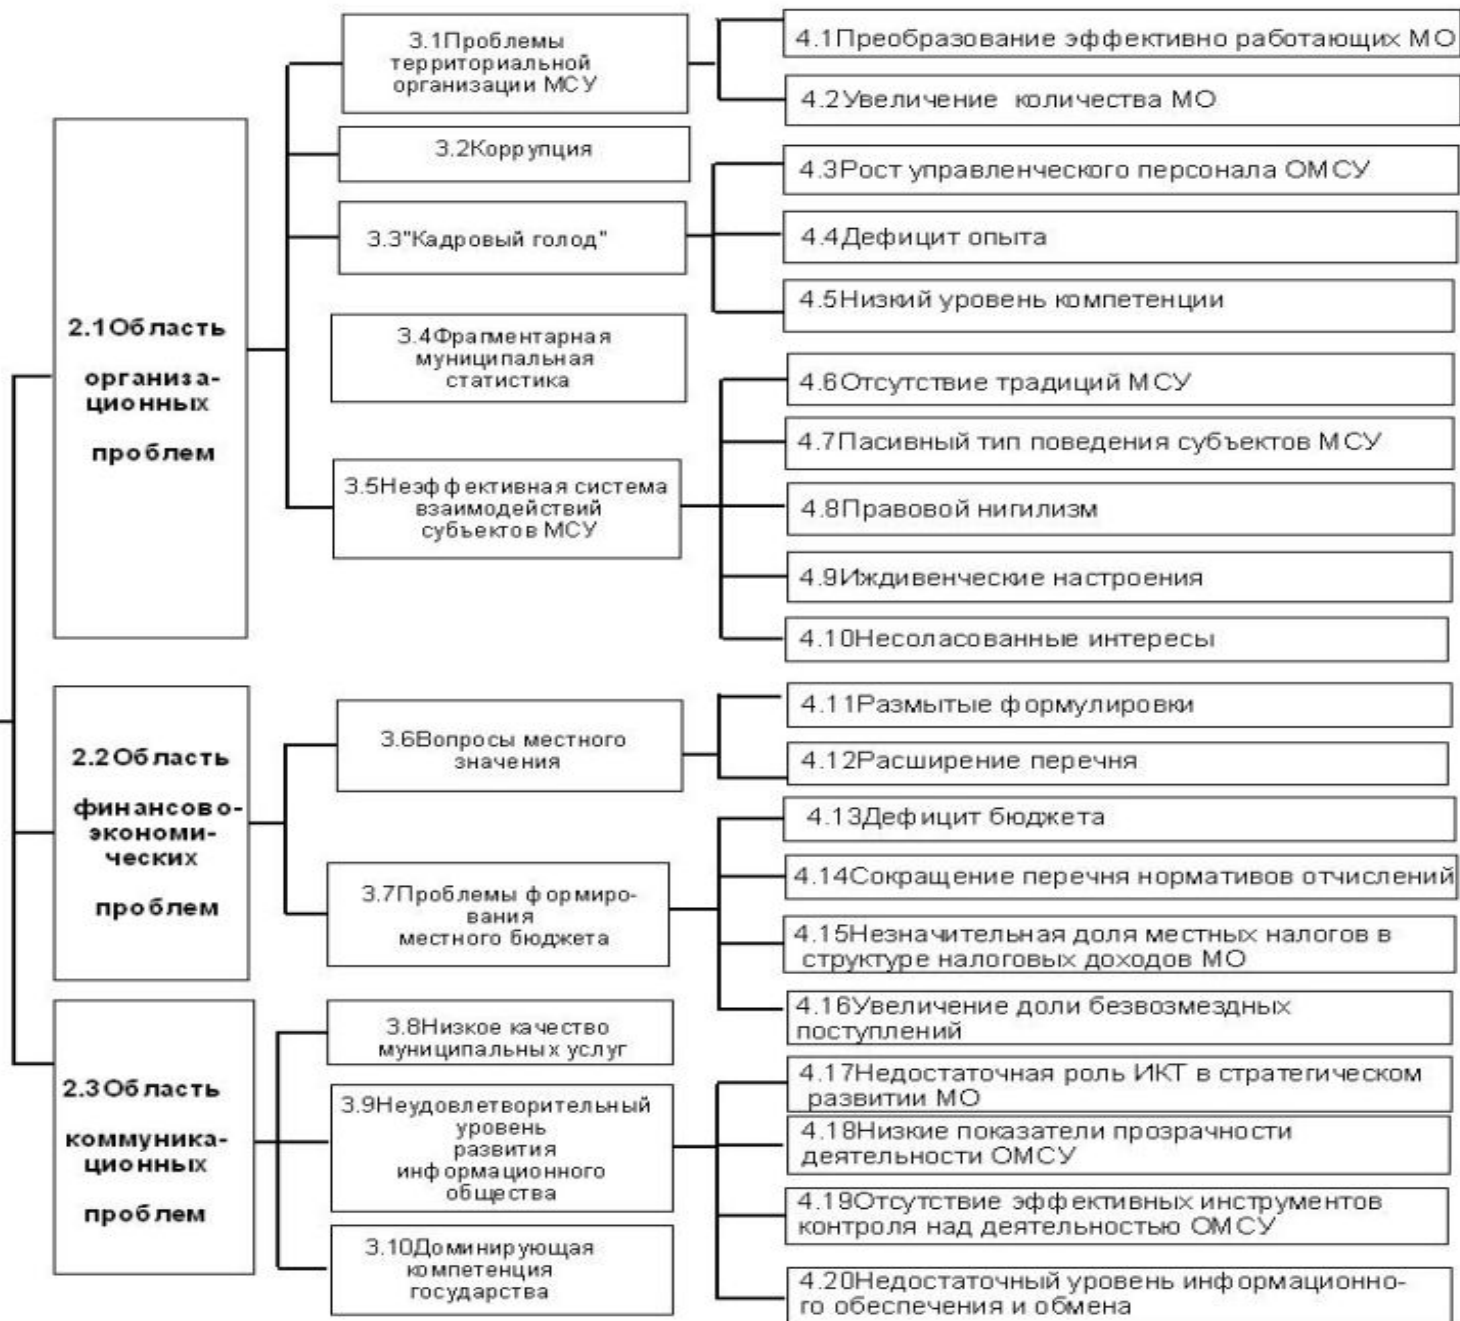 2.1Область
организа-
ционных
проблем
2.2Область
финансово-
экономи-
ческих
проблем
2.3Область
коммуника-
ционных
проблем
3.1Проблемы
территориальной
организации МСУ
3.2Коррупция
3.3"Кадровый голод"
3.4Фрагментарная
муниципальная
статистика
3.5Неэффективная система
взаимодействий
субъектов МСУ
3.6Вопросы местного
значения
3.7Проблемы формиро-
вания
местного бюджета
3.8Низкое качество
муниципальных услуг
3.9Неудовлетворительный
уровень
развития
информационного
общества
3.10Доминирующая
компетенция
государства
4.1Преобразование эффективно работающих МО
4.2Увеличение количества МО
4.3Рост управленческого персонала ОМСУ
4.4Дефицит опыта
4.5Низкий уровень компетенции
4.6Отсутствие традиций МСУ
4.7Пасивный тип поведения субъектов МСУ
4.8Правовой нигилизм
4.9Иждивенческие настроения
4.10Несоласованные интересы
4.11Размытые формулировки
4.12Расширение перечня
4.13Дефицит бюджета
4.14Сокращение перечня нормативов отчислений
4.15Незначительная доля местных налогов в
структуре налоговых доходов МО
4.16Увеличение доли безвозмездных
поступлений
4.17Недостаточная роль ИКТ в стратегическом
развитии МО
4.18Низкие показатели прозрачности
деятельности ОМСУ
4.19Отсутствие эффективных инструментов
контроля над деятельностью ОМСУ
4.20Недостаточный уровень информационно-
го обеспечения и обмена